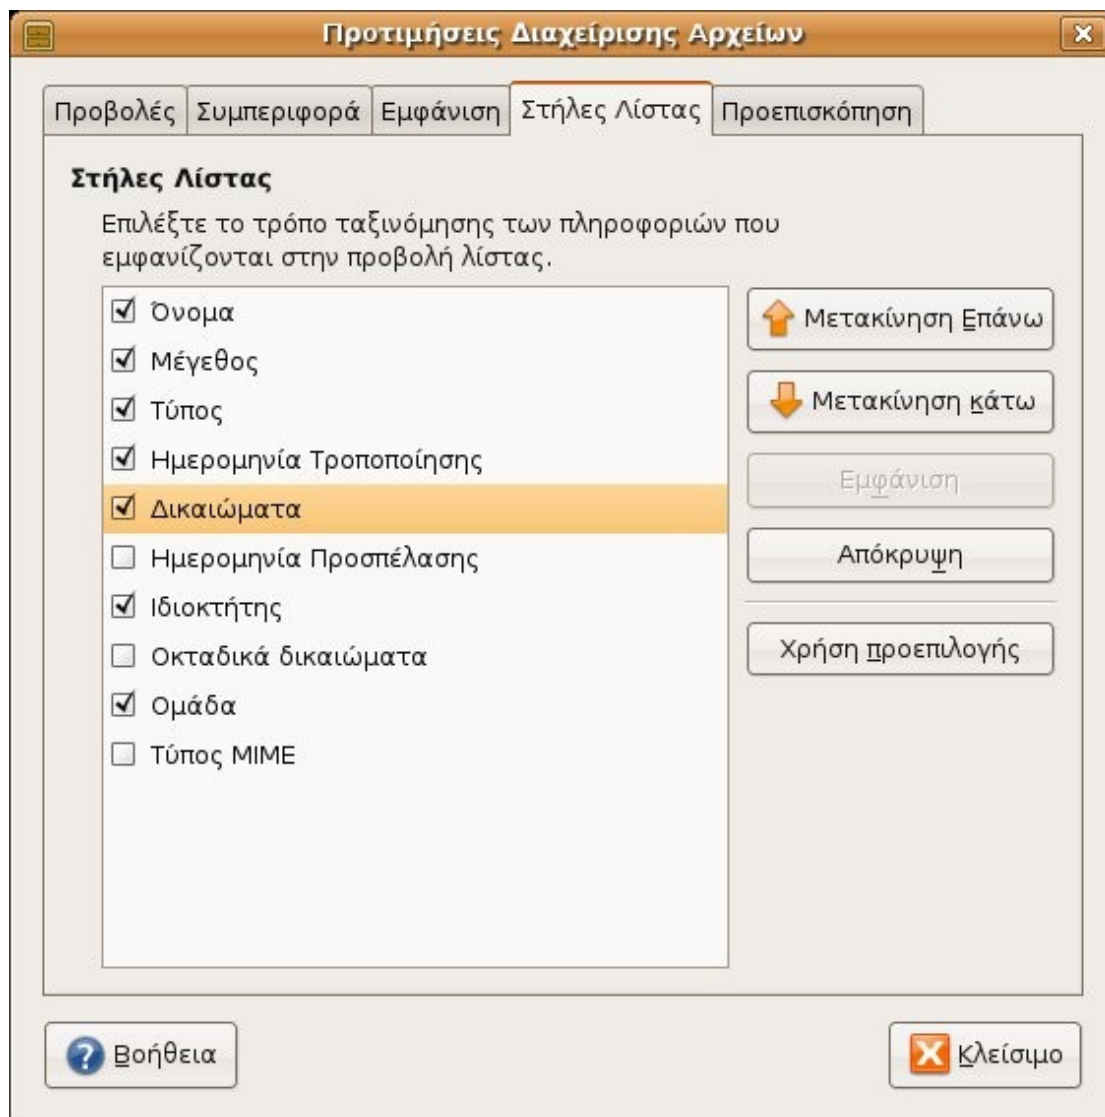 Προτιμήσεις Διαχείρισης Αρχείων
Προβολές
Συμπεριφορά
Εμφάνιση
Στήλες Λίστας
Προεπισκόπηση
Στήλες Λίστας
Επιλέξτε το τρόπο ταξινόμησης των πληροφοριών που
εμφανίζονται στην προβολή λίστας.
Όνομα
Μέγεθος
Τύπος
Ημερομηνία Τροποποίησης
Δικαιώματα
Ημερομηνία Προσπέλασης
Ιδιοκτήτης
Οκταδικά δικαιώματα
Ομάδα
Τύπος MIME
Μετακίνηση Επάνω
Μετακίνηση κάτω
Εμφάνιση
Απόκρυψη
Χρήση προεπιλογής
Βοήθεια
Κλείσιμο